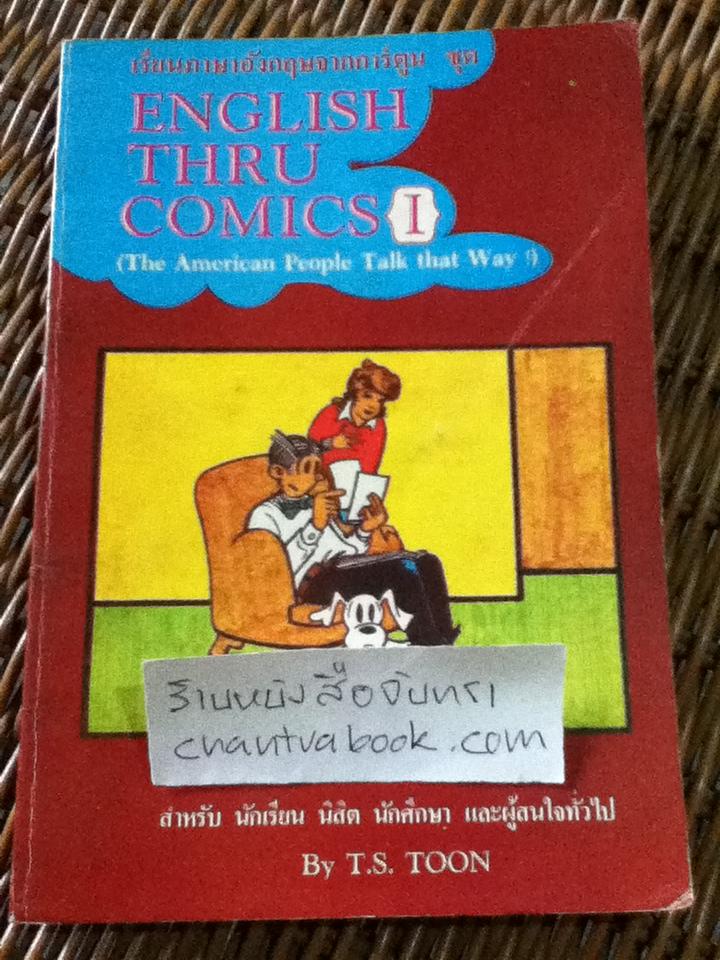 เรียนภาษาอังกฤษจากการ์ตูน ชุด
ENGLISH
THRU
COMICS {I}
(The American People Talk that Way !)
ร้านหนังสือจันทรา
chantrabook.com
สำหรับ นักเรียน นิสิต นักศึกษา และผู้สนใจทั่วไป
By T.S. TOON